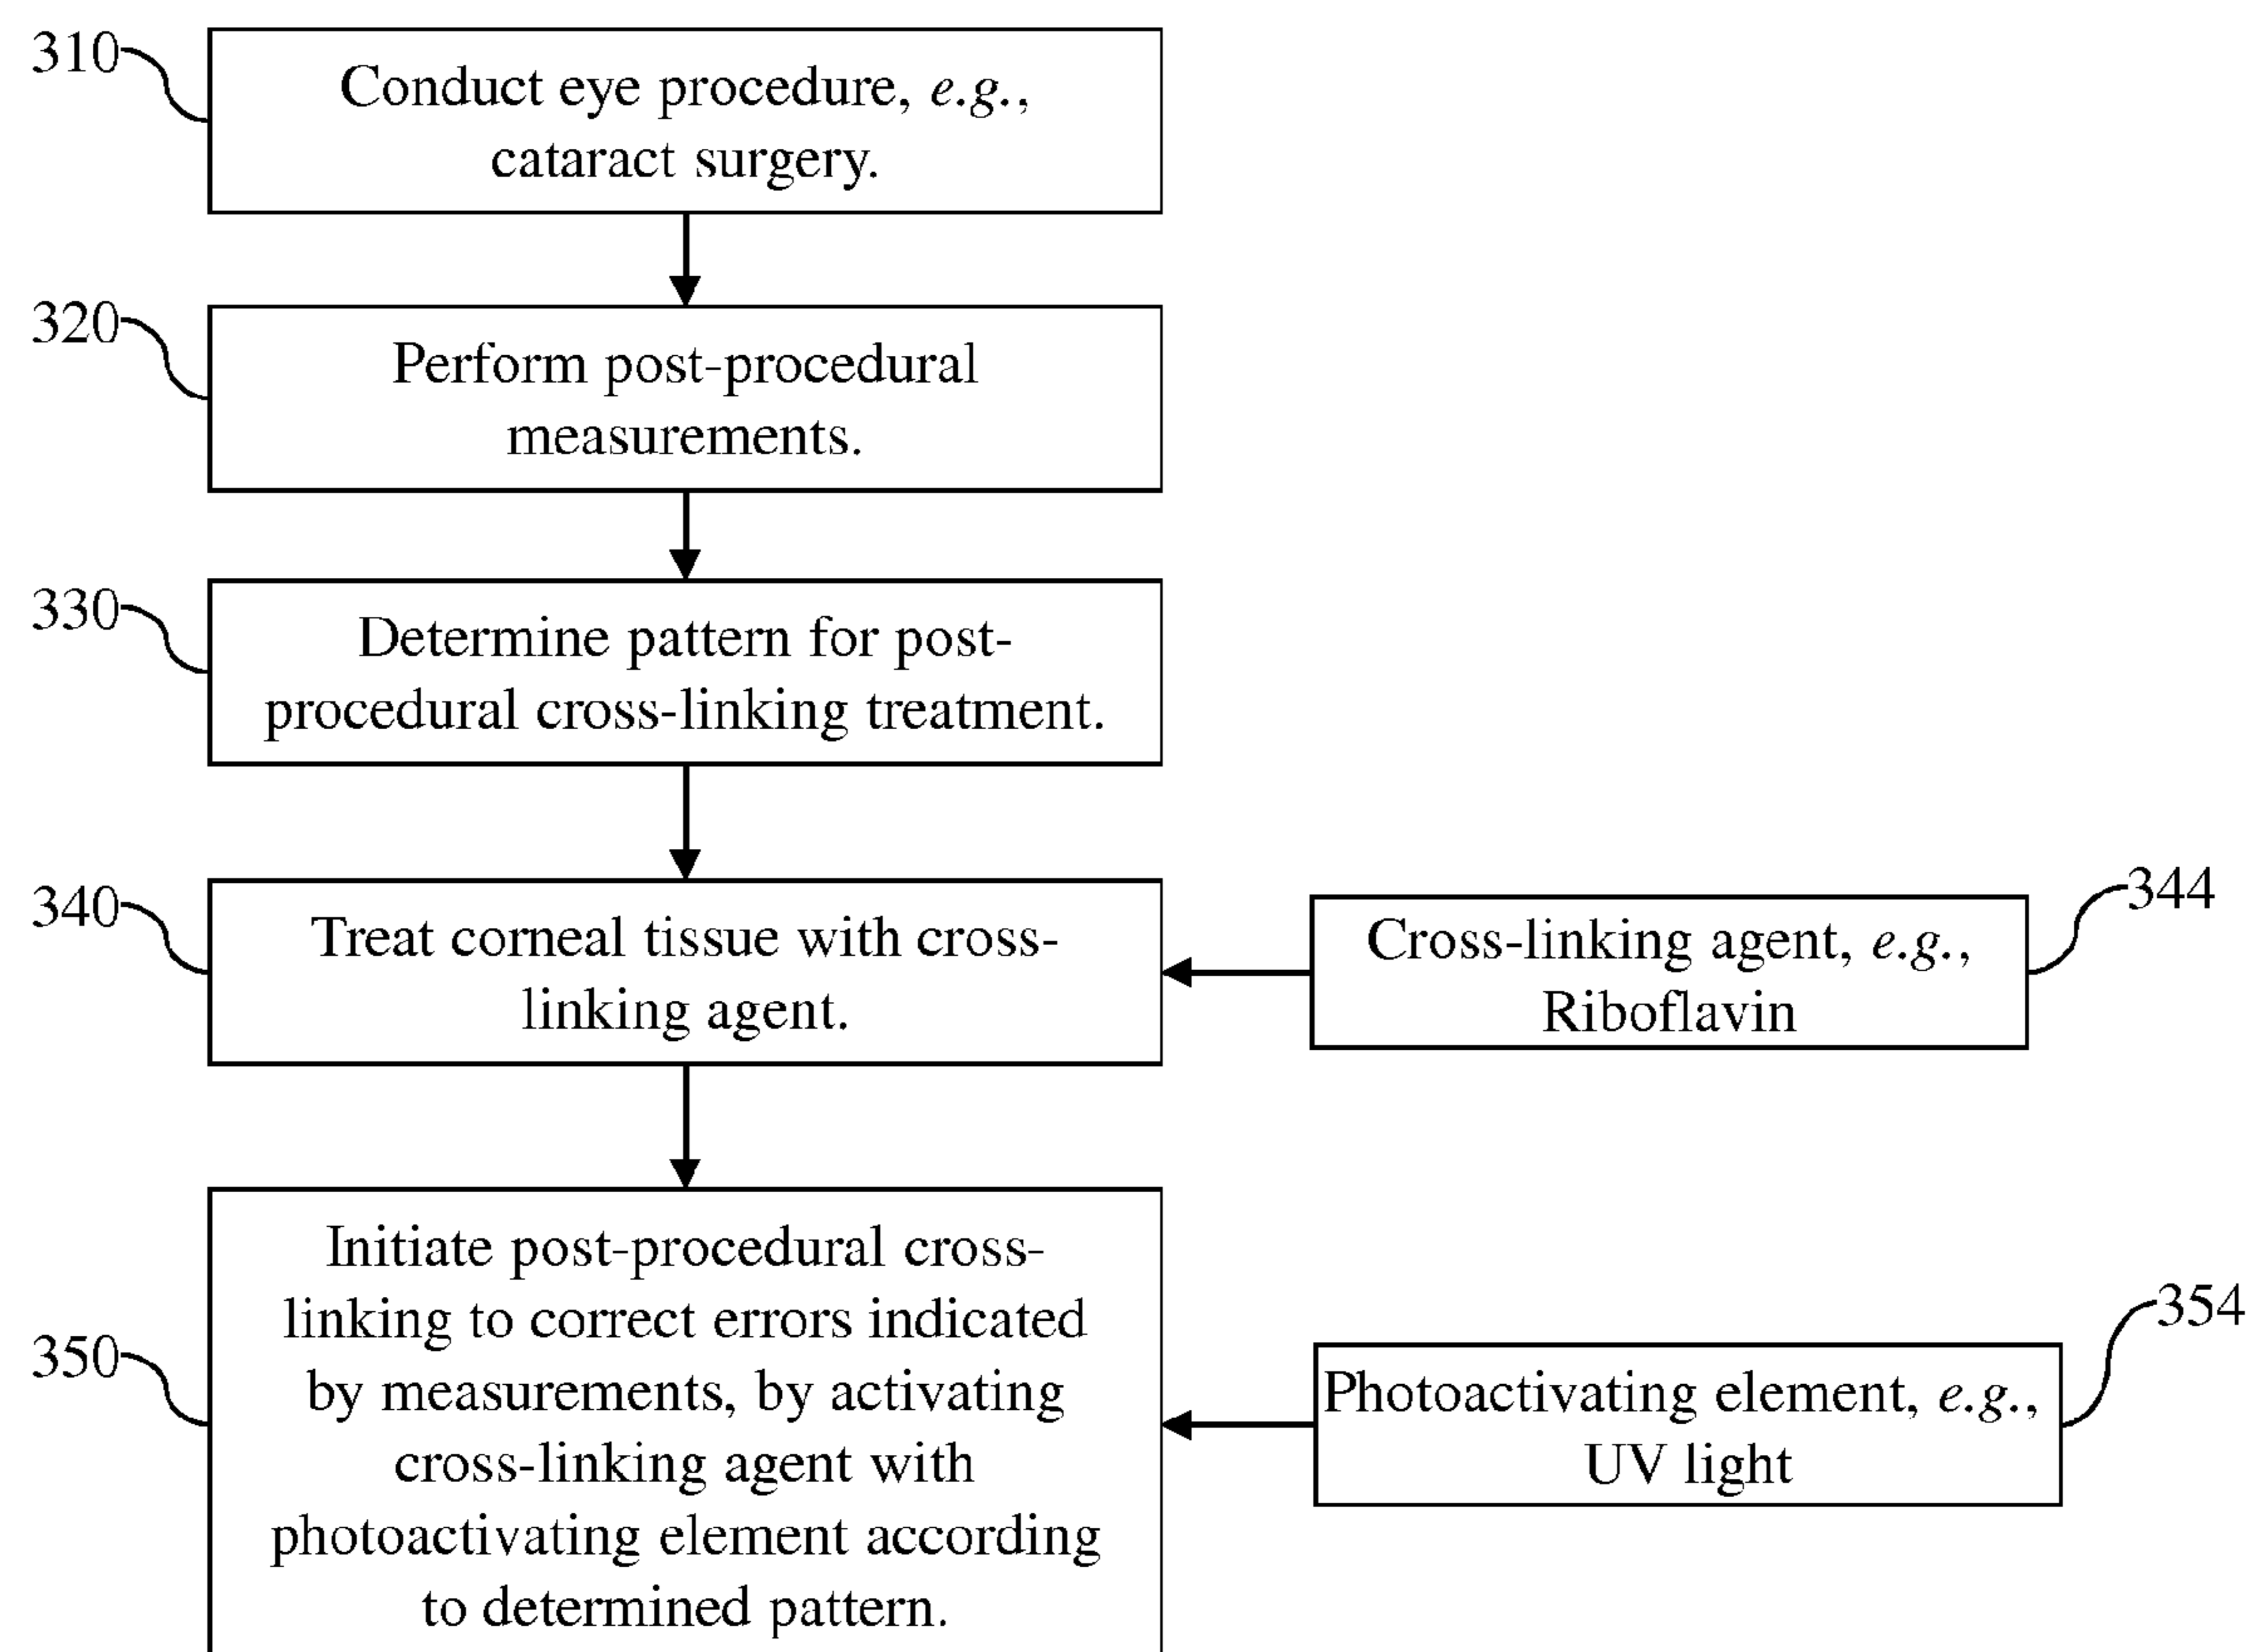 310
Conduct eye procedure, e.g.,
cataract surgery.
320
Perform post-procedural
measurements.
330
Determine pattern for post-
procedural cross-linking treatment.
340
Treat corneal tissue with cross-
linking agent.
344
Cross-linking agent, e.g.,
Riboflavin
350
Initiate post-procedural cross-
linking to correct errors indicated
by measurements, by activating
cross-linking agent with
photoactivating element according
to determined pattern.
354
Photoactivating element, e.g.,
UV light